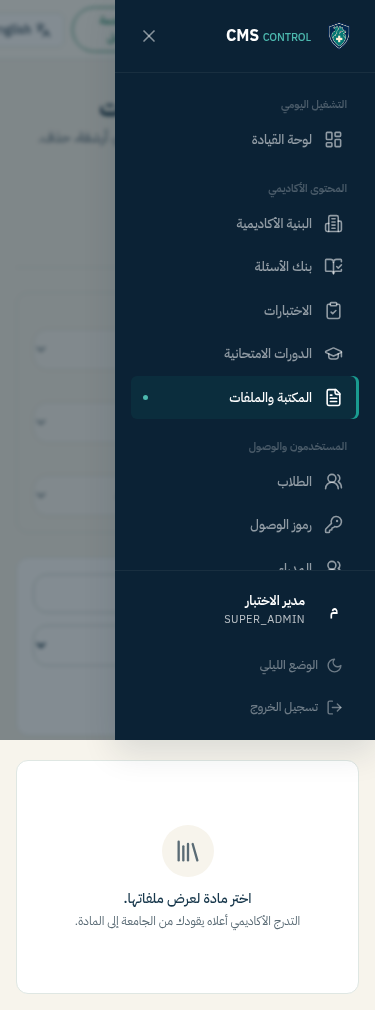 CMS CONTROL
التشغيل اليومي
لوحة القيادة
المحتوى الأكاديمي
البنية الأكاديمية
بنك الأسئلة
الاختبارات
الدورات الامتحانية
المكتبة والملفات
المستخدمون والوصول
الطلاب
رموز الوصول
المدراء
م
مدير الاختبار
SUPER_ADMIN
الوضع الليلي
تسجيل الخروج
اختر مادة لعرض ملفاتها.
التدرج الأكاديمي أعلاه يقودك من الجامعة إلى المادة.